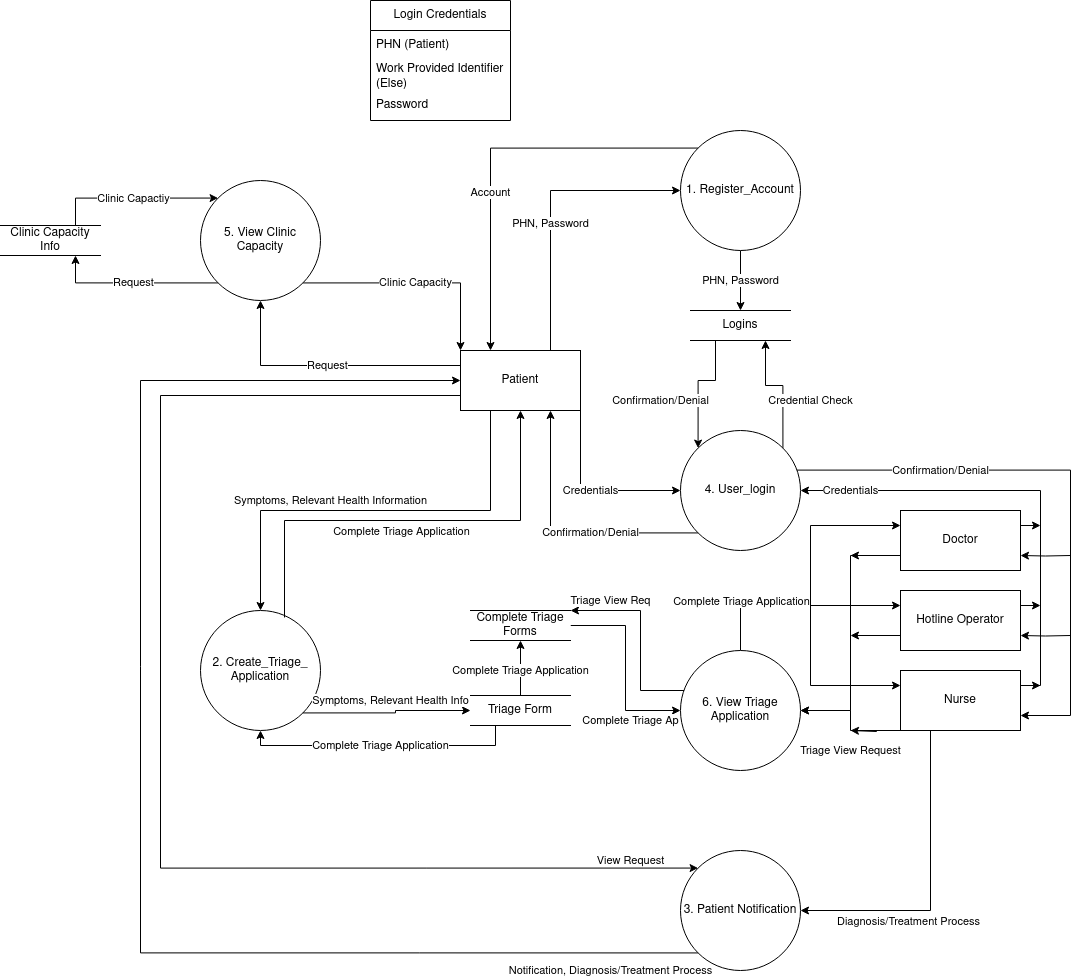 Login Credentials
PHN (Patient)
Work Provided Identifier
(Else)
Password
1. Register_Account
Account
PHN, Password
Clinic Capactiy
Clinic Capacity
Info
5. View Clinic
Capacity
Request
Clinic Capacity
PHN, Password
Logins
Request
Patient
Confirmation/Denial
Credential Check
Confirmation/Denial
Credentials
4. User_login
Credentials
Symptoms, Relevant Health Information
Complete Triage Application
Confirmation/Denial
Doctor
Triage View Req
Complete Triage Application
Complete Triage
Forms
Hotline Operator
2. Create_Triage_
Application
Complete Triage Application
Symptoms, Relevant Health Info
Triage Form
6. View Triage
Application
Nurse
Complete Triage Ap
Complete Triage Application
Triage View Request
View Request
3. Patient Notification
Diagnosis/Treatment Process
Notification, Diagnosis/Treatment Process